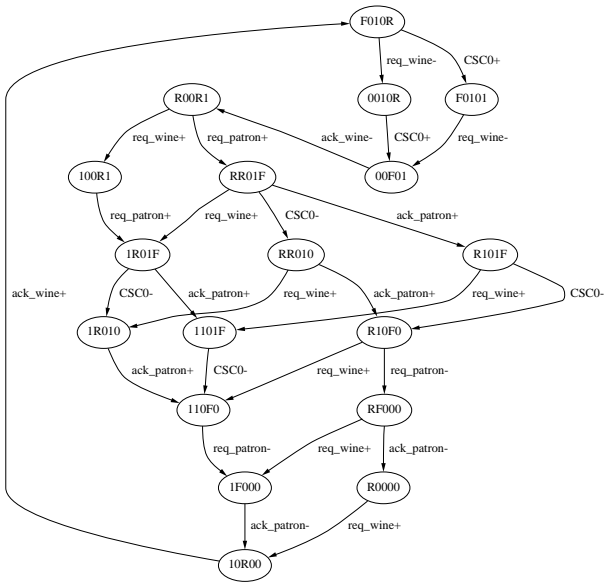 F010R
req_wine- CSC0+
R00R1 0010R F0101
req_wine+ req_patron+ ack_wine- CSC0+ req_wine-
100R1 RR01F 00F01
req_patron+ req_wine+ CSC0- ack_patron+
1R01F RR010 R101F
ack_wine+ CSC0- ack_patron+ req_wine+ ack_patron+ req_wine+ CSC0-
1R010 1101F R10F0
ack_patron+ CSC0- req_wine+ req_patron-
110F0 RF000
req_patron- req_wine+ ack_patron-
1F000 R0000
ack_patron- req_wine+
10R00